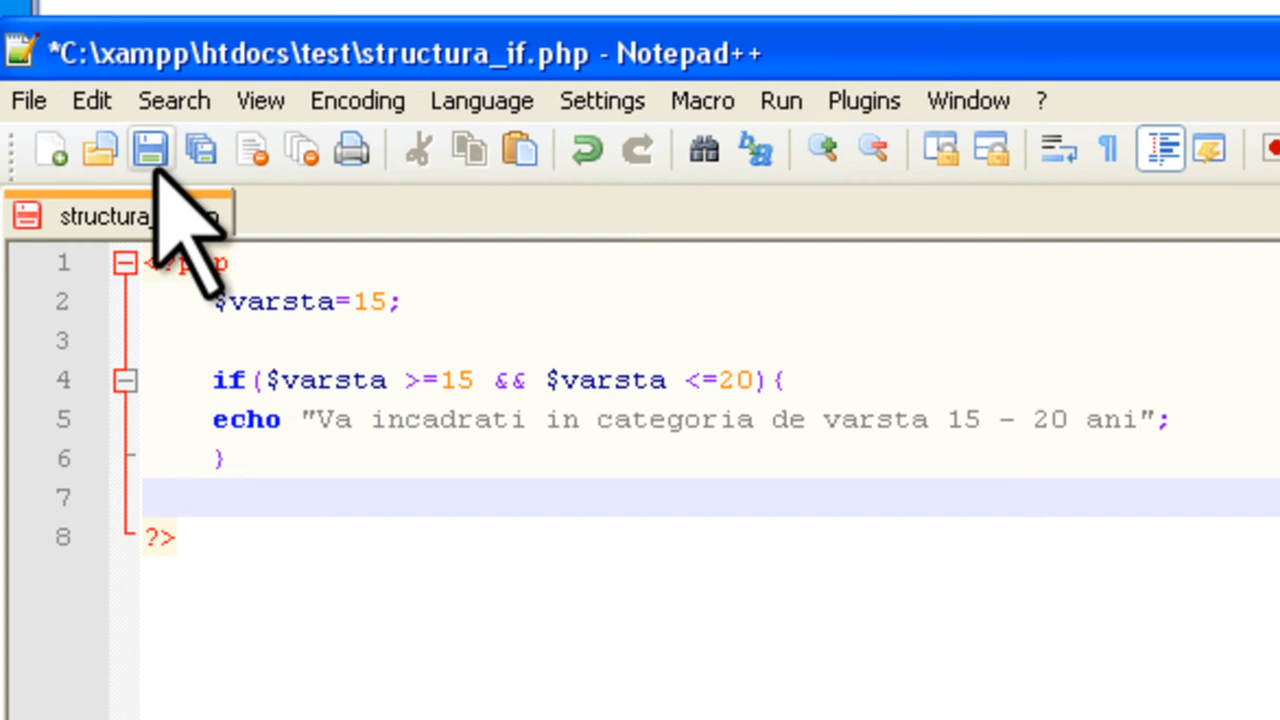 *C:\xampp\htdocs\test\structura_if.php - Notepad++
File Edit Search View Encoding Language Settings Macro Run Plugins Window ?
structura_
1
2 $varsta=15;
3
4 if($varsta >=15 && $varsta <=20){
5 echo "Va incadrati in categoria de varsta 15 - 20 ani";
6 }
7
8 ?>